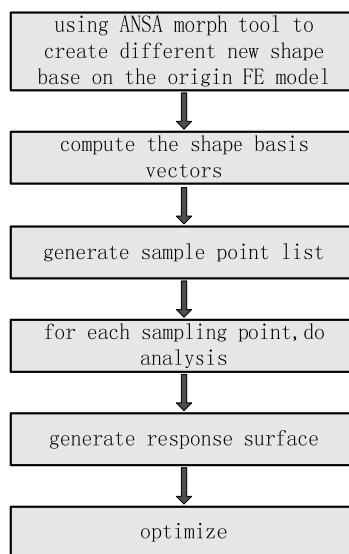 using ANSA morph tool to
create different new shape
base on the origin FE model
compute the shape basis
vectors
generate sample point list
for each sampling point,do
analysis
generate response surface
optimize